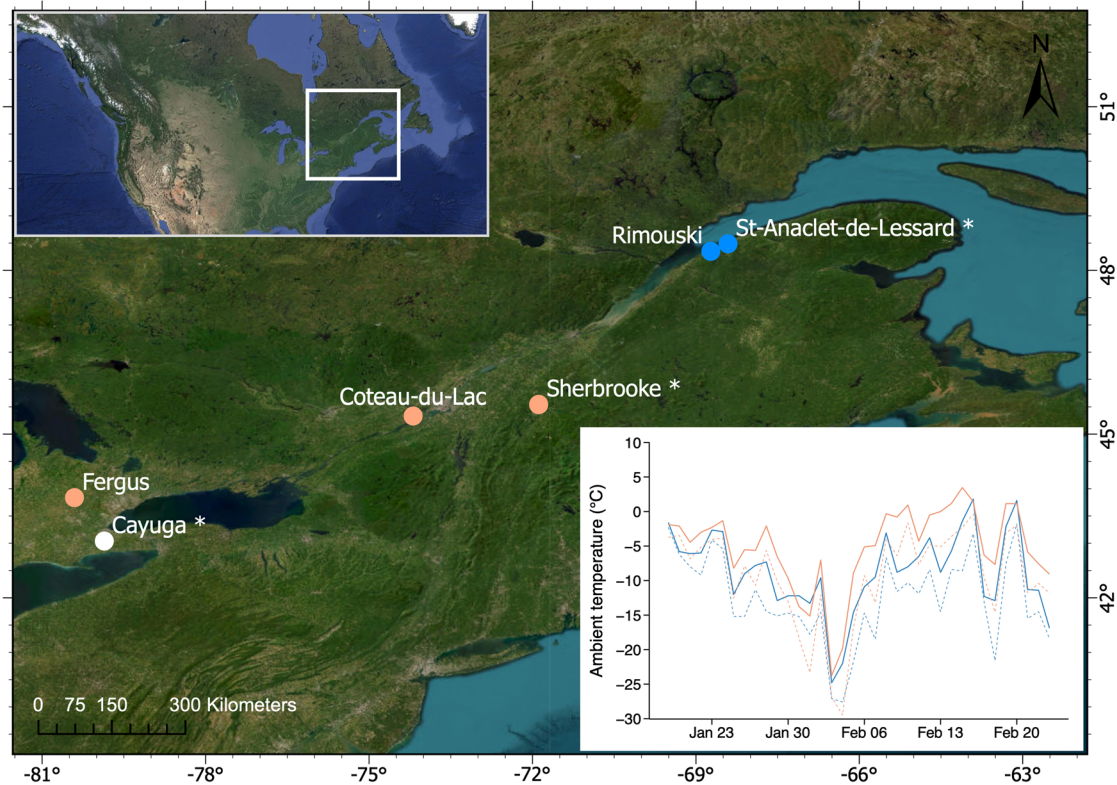 N
51°
Rimouski
St-Anaclet-de-Lessard *
48°
Coteau-du-Lac
Sherbrooke *
45°
Fergus
Cayuga *
42°
0 75 150 300 Kilometers
-81° -78° -75° -72° -69° -66° -63°
Ambient temperature (°C)
10
5
0
−5
−10
−15
−20
−25
−30
Jan 23 Jan 30 Feb 06 Feb 13 Feb 20